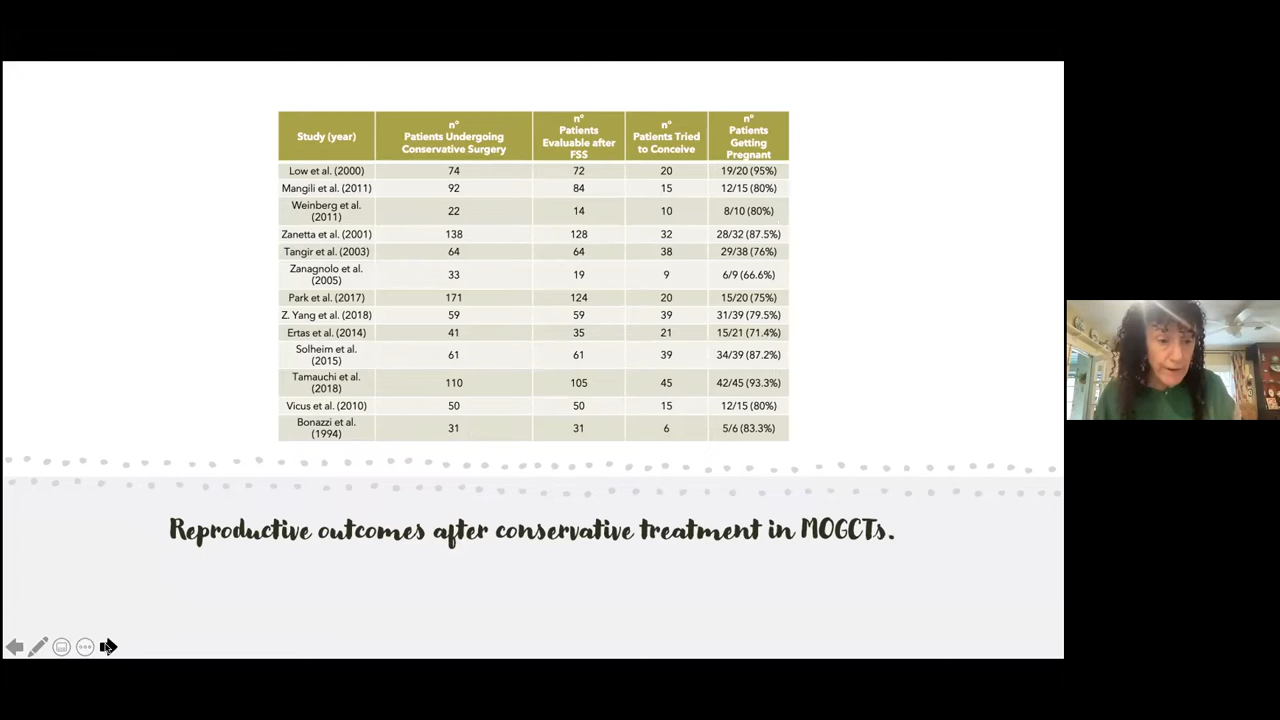 Study (year)
n°
Patients Undergoing
Conservative Surgery
n°
Patients
Evaluable after
FSS
n°
Patients Tried
to Conceive
n°
Patients
Getting
Pregnant
Low et al. (2000) 74 72 20 19/20 (95%)
Mangili et al. (2011) 92 84 15 12/15 (80%)
Weinberg et al.
(2011) 22 14 10 8/10 (80%)
Zanetta et al. (2001) 138 128 32 28/32 (87.5%)
Tangir et al. (2003) 64 64 38 29/38 (76%)
Zanagnolo et al.
(2005) 33 19 9 6/9 (66.6%)
Park et al. (2017) 171 124 20 15/20 (75%)
Z. Yang et al. (2018) 59 59 39 31/39 (79.5%)
Ertas et al. (2014) 41 35 21 15/21 (71.4%)
Solheim et al.
(2015) 61 61 39 34/39 (87.2%)
Tamauchi et al.
(2018) 110 105 45 42/45 (93.3%)
Vicus et al. (2010) 50 50 15 12/15 (80%)
Bonazzi et al.
(1994) 31 31 6 5/6 (83.3%)
Reproductive outcomes after conservative treatment in MOGCTs.